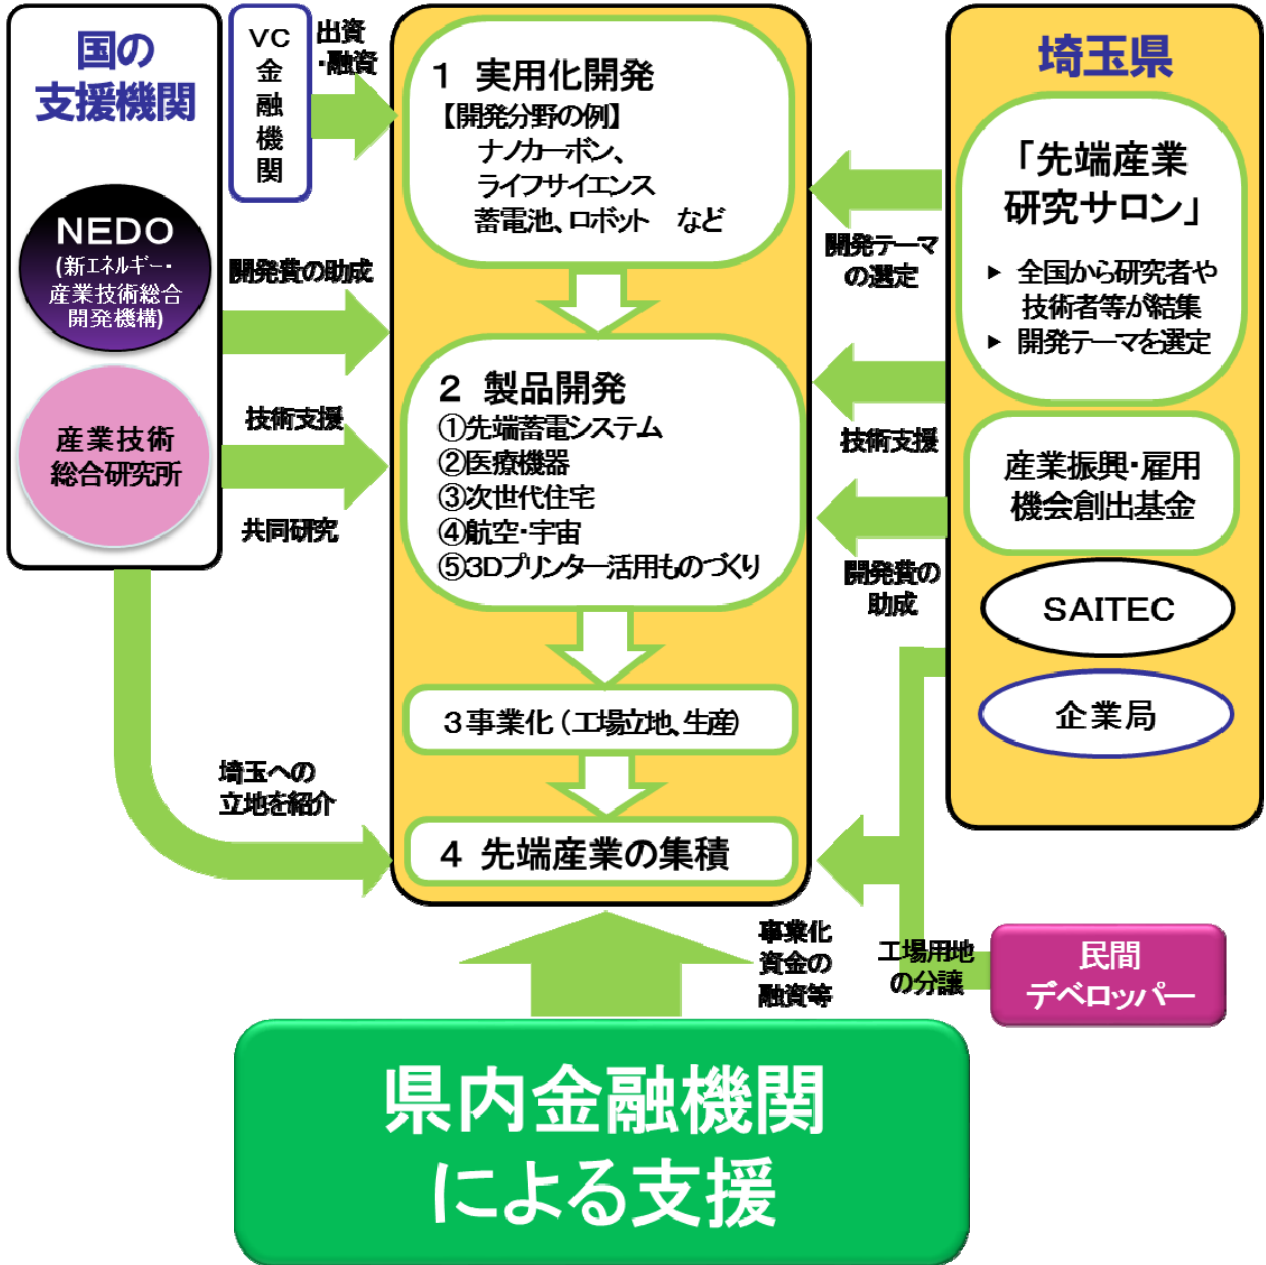 国の
支援機関
NEDO
(新エネルギー・
産業技術総合
開発機構)
産業技術
総合研究所
VC
金
融
機
関
出資
・融資
開発費の助成
技術支援
共同研究
埼玉への
立地を紹介
1 実用化開発
【開発分野の例】
ナノカーボン、
ライフサイエンス
蓄電池、ロボット など
2 製品開発
①先端蓄電システム
②医療機器
③次世代住宅
④航空・宇宙
⑤3Dプリンター活用ものづくり
3事業化(工場立地、生産)
4 先端産業の集積
開発テーマ
の選定
技術支援
開発費の
助成
埼玉県
「先端産業
研究サロン」
▶ 全国から研究者や
技術者等が結集
▶ 開発テーマを選定
産業振興・雇用
機会創出基金
SAITEC
企業局
事業化
資金の
融資等
工場用地
の分譲
民間
デベロッパー
県内金融機関
による支援